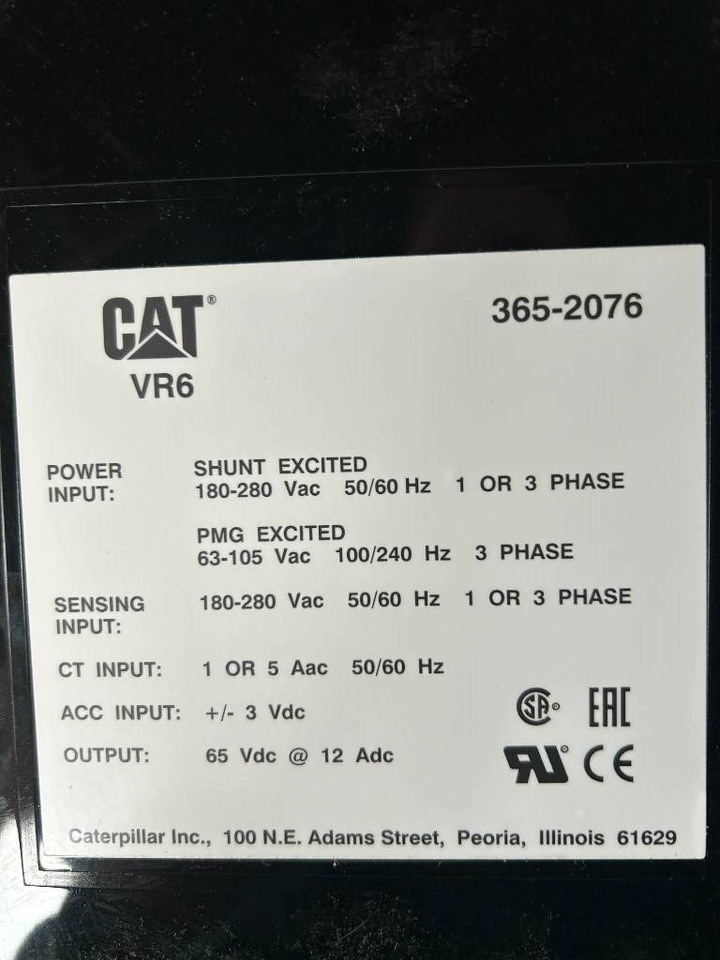 CAT® 365-2076
VR6
POWER INPUT: SHUNT EXCITED
180-280 Vac 50/60 Hz 1 OR 3 PHASE
PMG EXCITED
63-105 Vac 100/240 Hz 3 PHASE
SENSING INPUT: 180-280 Vac 50/60 Hz 1 OR 3 PHASE
CT INPUT: 1 OR 5 Aac 50/60 Hz
ACC INPUT: +/- 3 Vdc
OUTPUT: 65 Vdc @ 12 Adc
SA® EAC
RU® CE
Caterpillar Inc., 100 N.E. Adams Street, Peoria, Illinois 61629